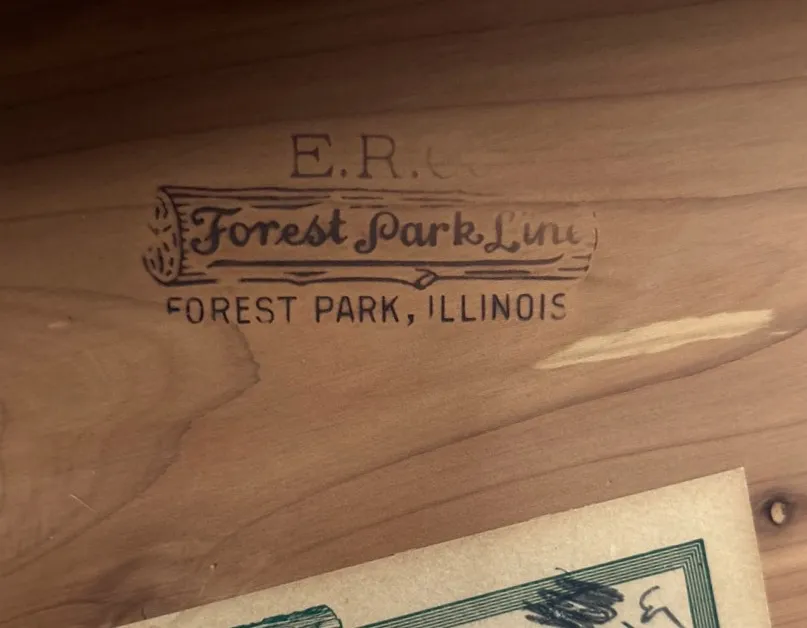 E.R.
Forest Park Line
FOREST PARK, ILLINOIS